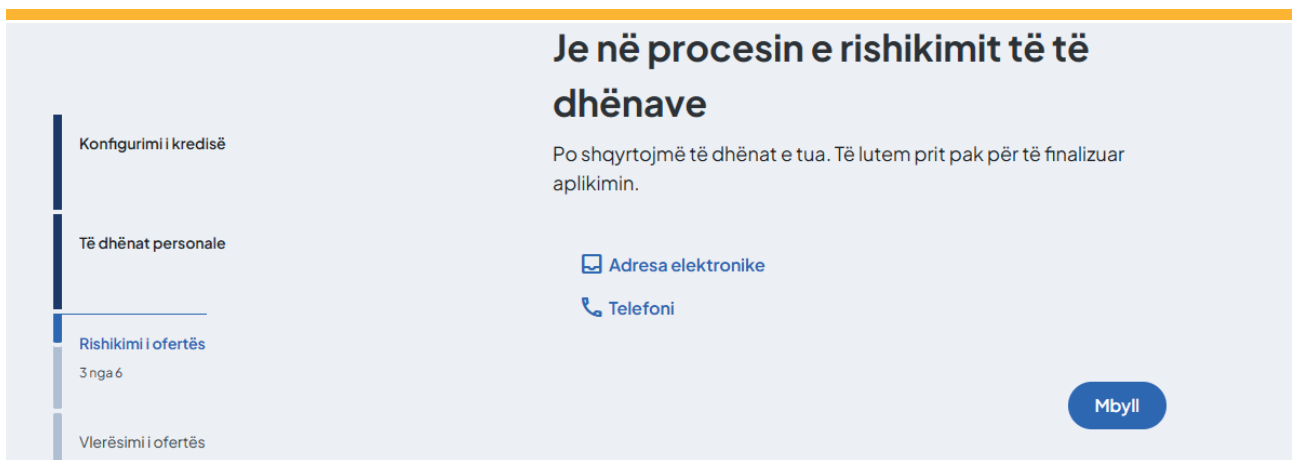 Je në procesin e rishikimit të të
dhënave
Po shqyrtojmë të dhënat e tua. Të lutem prit pak për të finalizuar
aplikimin.
Adresa elektronike
Telefoni
Mbyll
Konfigurimi i kredisë
Të dhënat personale
Rishikimi i ofertës
3 nga 6
Vlerësimi i ofertës